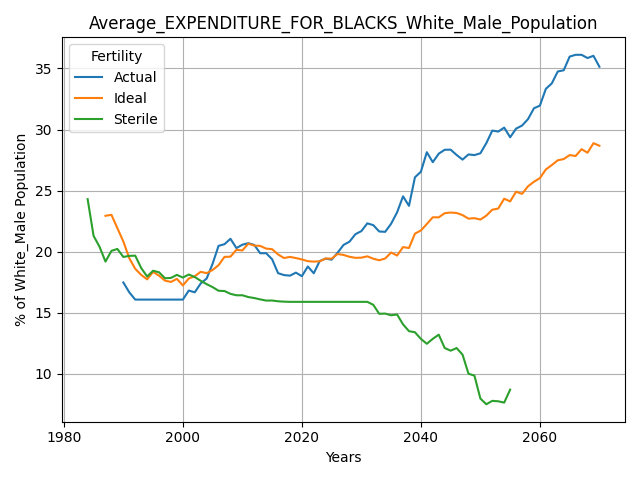 Average_EXPENDITURE_FOR_BLACKS_White_Male_Population
Fertility
Actual
Ideal
Sterile
% of White_Male Population
35
30
25
20
15
10
1980
2000
2020
2040
2060
Years